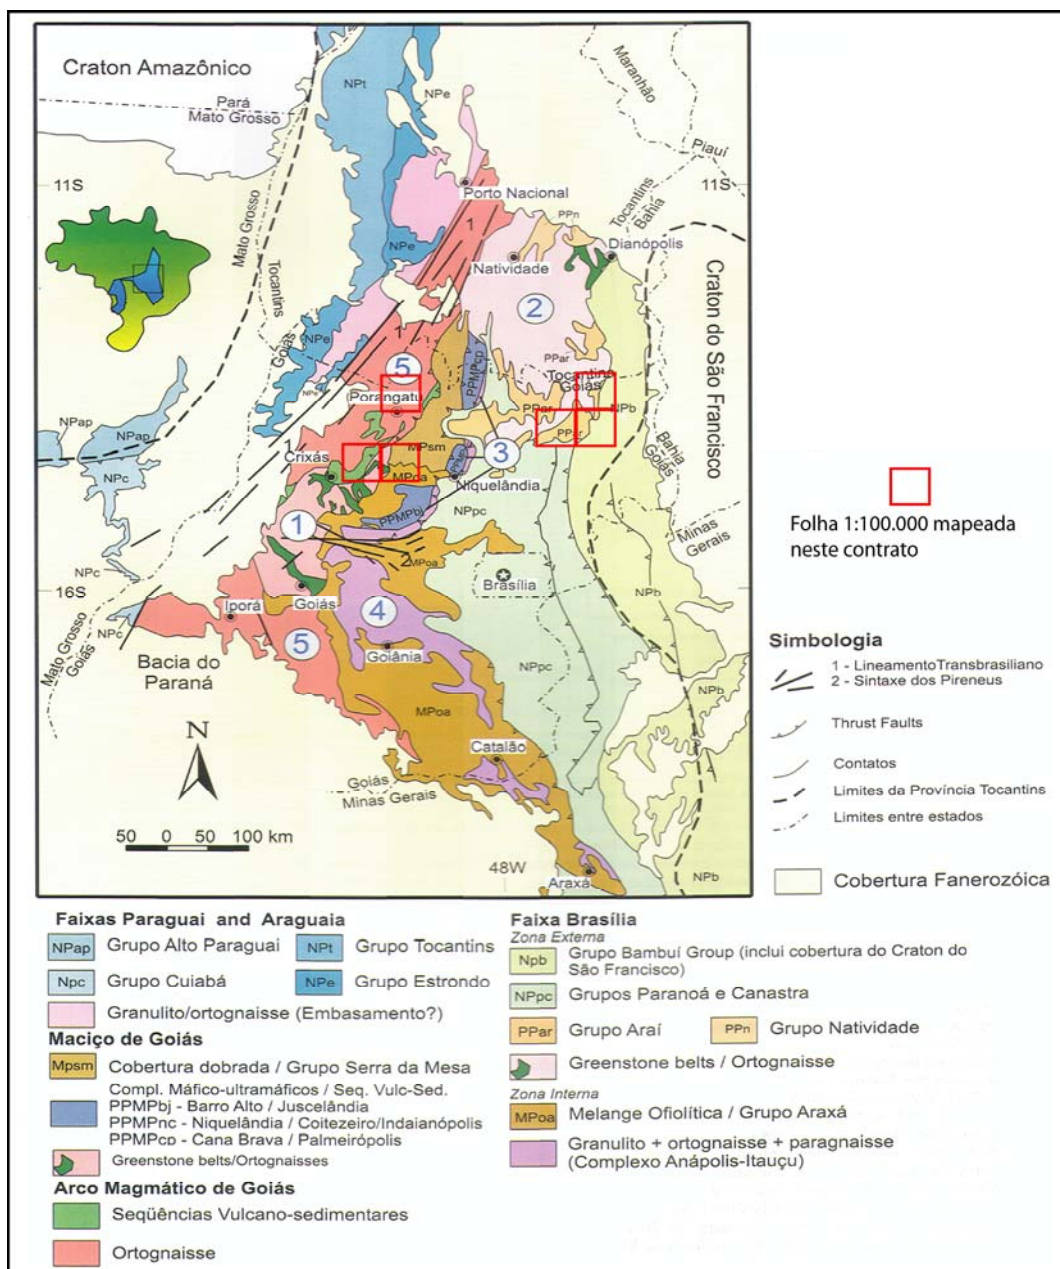 Craton Amazônico
Pará
Mato Grosso
NPt
NPe
Maranhão
Piauí
11S
11S
Porto Nacional
Tocantins
Bahia
Mato Grosso
Tocantins
Goiás
1
NPe
PPn
Dianópolis
Natividade
2
Craton do São Francisco
NPe
1
5
PPMPcp
PPar
Tocantins
Goiás
Porangatu
PPar
NPb
NPap
NPap
PPar
3
MPsm
1
Crixás
NPc
MPoa
Niquelândia
Bahia
Goiás
PPMPbj
NPpc
1
Minas
Gerais
2
MPoa
NPc
Brasília
16S
NPb
Iporá
Goiás
4
NPc
5
Mato Grosso
Goiás
Goiânia
Bacia do
Paraná
NPpc
NPb
MPoa
N
Catalão
Goiás
Minas Gerais
50 0 50 100 km
48W
Araxá
NPb
Folha 1:100.000 mapeada
neste contrato
Simbologia
1 - LineamentoTransbrasiliano
2 - Sintaxe dos Pireneus
Thrust Faults
Contatos
Limites da Província Tocantins
Limites entre estados
Cobertura Fanerozóica
Faixas Paraguai and Araguaia
NPap Grupo Alto Paraguai NPt Grupo Tocantins
Npc Grupo Cuiabá NPe Grupo Estrondo
Granulito/ortognaisse (Embasamento?)
Maciço de Goiás
Mpsm Cobertura dobrada / Grupo Serra da Mesa
Compl. Máfico-ultramáficos / Seq. Vulc-Sed.
PPMPbj - Barro Alto / Juscelândia
PPMPnc - Niquelândia / Coitezeiro/Indaianópolis
PPMPcp - Cana Brava / Palmeirópolis
Greenstone belts/Ortognaisses
Arco Magmático de Goiás
Seqüências Vulcano-sedimentares
Ortognaisse
Faixa Brasília
Zona Externa
Npb Grupo Bambuí Group (inclui cobertura do Craton do
São Francisco)
NPpc Grupos Paranoá e Canastra
PPar Grupo Araí PPn Grupo Natividade
Greenstone belts / Ortognaisse
Zona Interna
MPoa Melange Ofiolítica / Grupo Araxá
Granulito + ortognaisse + paragnaisse
(Complexo Anápolis-Itauçu)